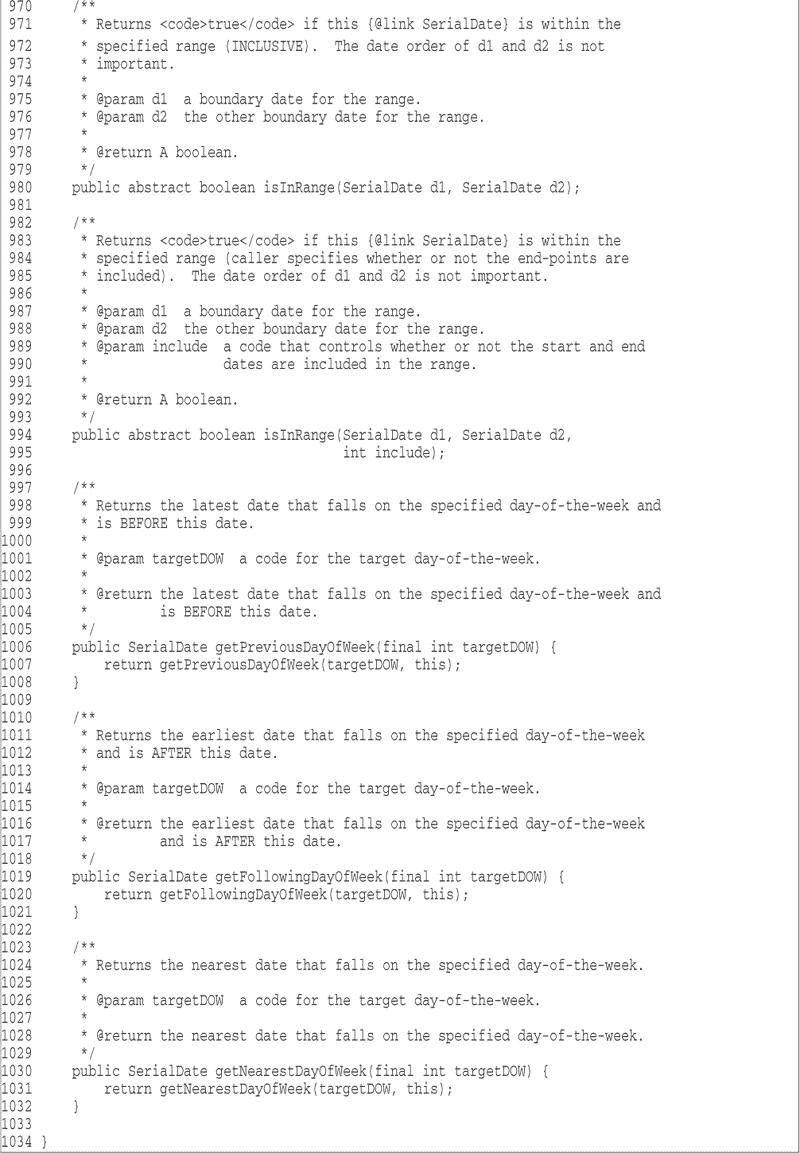 970     /**
971      * Returns <code>true</code> if this {@link SerialDate} is within the
972      * specified range (INCLUSIVE).  The date order of d1 and d2 is not
973      * important.
974      *
975      * @param d1  a boundary date for the range.
976      * @param d2  the other boundary date for the range.
977      *
978      * @return A boolean.
979      */
980     public abstract boolean isInRange(SerialDate d1, SerialDate d2);
981
982     /**
983      * Returns <code>true</code> if this {@link SerialDate} is within the
984      * specified range (caller specifies whether or not the end-points are
985      * included).  The date order of d1 and d2 is not important.
986      *
987      * @param d1  a boundary date for the range.
988      * @param d2  the other boundary date for the range.
989      * @param include  a code that controls whether or not the start and end
990      *                 dates are included in the range.
991      *
992      * @return A boolean.
993      */
994     public abstract boolean isInRange(SerialDate d1, SerialDate d2,
995                                       int include);
996
997     /**
998      * Returns the latest date that falls on the specified day-of-the-week and
999      * is BEFORE this date.
1000      *
1001      * @param targetDOW  a code for the target day-of-the-week.
1002      *
1003      * @return the latest date that falls on the specified day-of-the-week and
1004      *         is BEFORE this date.
1005      */
1006     public SerialDate getPreviousDayOfWeek(final int targetDOW) {
1007         return getPreviousDayOfWeek(targetDOW, this);
1008     }
1009
1010     /**
1011      * Returns the earliest date that falls on the specified day-of-the-week
1012      * and is AFTER this date.
1013      *
1014      * @param targetDOW  a code for the target day-of-the-week.
1015      *
1016      * @return the earliest date that falls on the specified day-of-the-week
1017      *         and is AFTER this date.
1018      */
1019     public SerialDate getFollowingDayOfWeek(final int targetDOW) {
1020         return getFollowingDayOfWeek(targetDOW, this);
1021     }
1022
1023     /**
1024      * Returns the nearest date that falls on the specified day-of-the-week.
1025      *
1026      * @param targetDOW  a code for the target day-of-the-week.
1027      *
1028      * @return the nearest date that falls on the specified day-of-the-week.
1029      */
1030     public SerialDate getNearestDayOfWeek(final int targetDOW) {
1031         return getNearestDayOfWeek(targetDOW, this);
1032     }
1033
1034 }